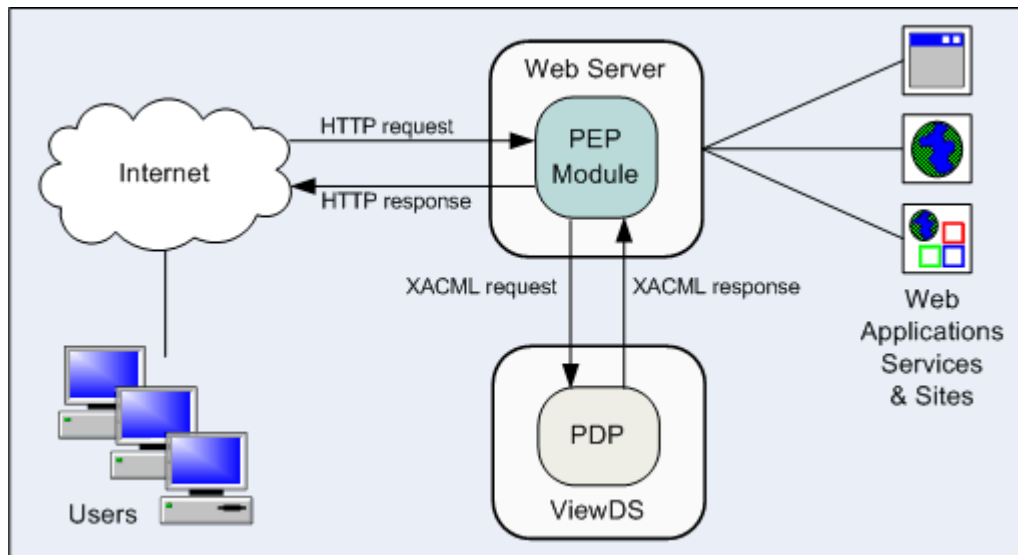 Web Server
HTTP request
PEP
Module
Internet
HTTP response
XACML request
XACML response
Web
Applications
Services
& Sites
PDP
ViewDS
Users